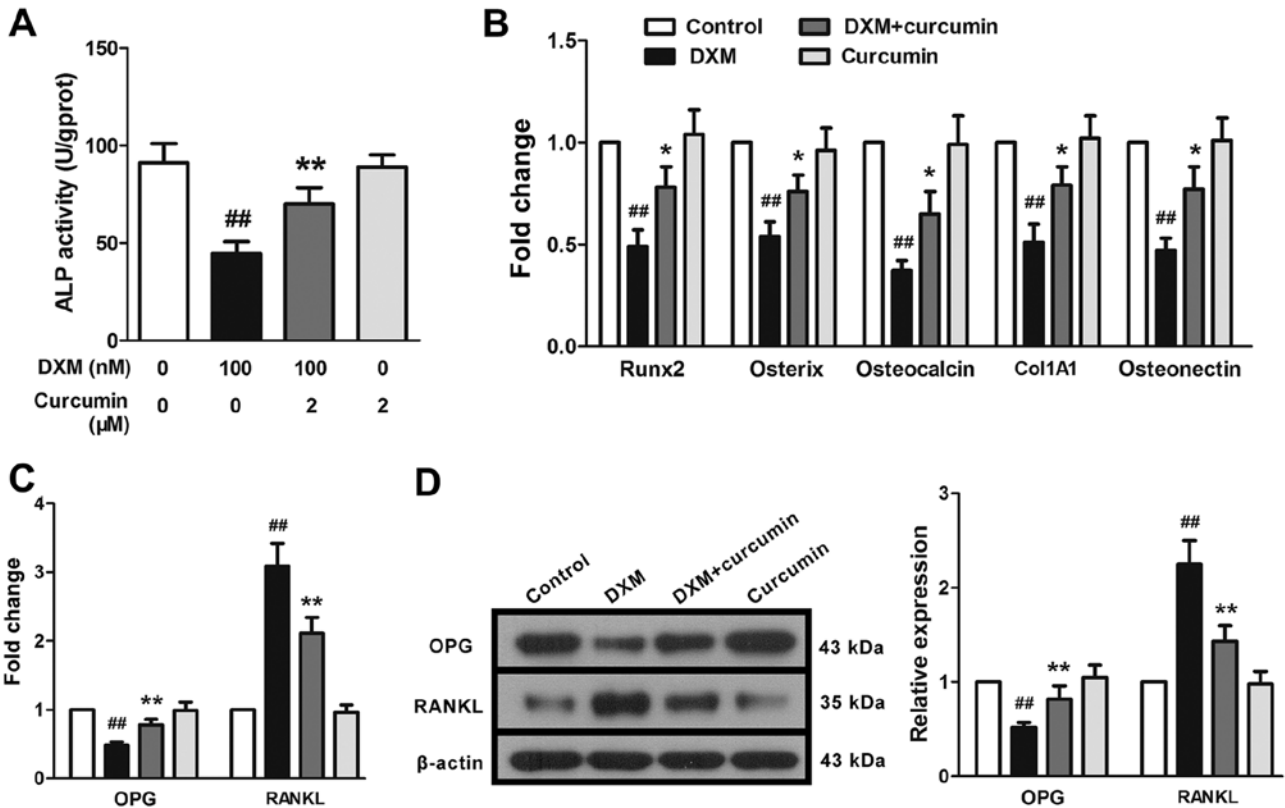 A
ALP activity (U/gprot)
150
100
50
0
##
**
DXM (nM) 0 100 100 0
Curcumin (µM) 0 0 2 2
B
Control
DXM
DXM+curcumin
Curcumin
Fold change
1.5
1.0
0.5
0.0
## *
## *
## *
## *
## *
Runx2 Osterix Osteocalcin Col1A1 Osteonectin
C
Fold change
4
3
2
1
0
## **
## **
OPG RANKL
D
Control DXM DXM+curcumin Curcumin
OPG 43 kDa
RANKL 35 kDa
β-actin 43 kDa
Relative expression
3
2
1
0
## **
## **
OPG RANKL